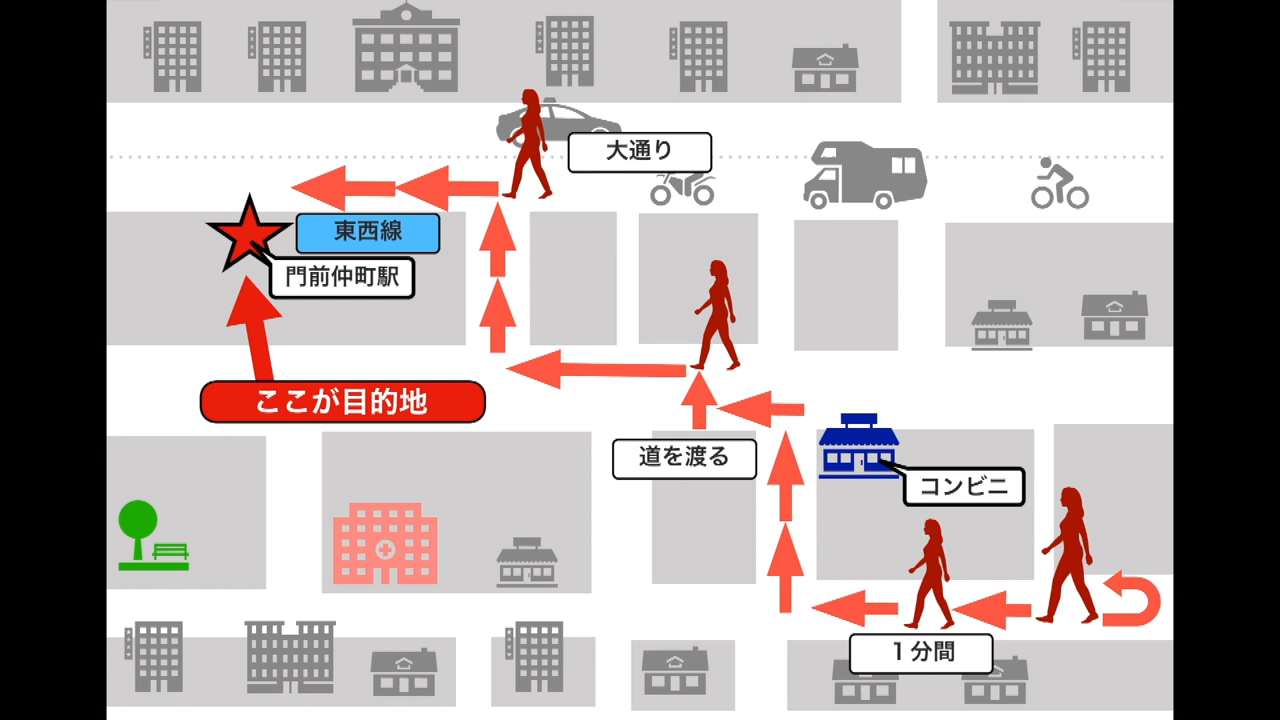 大通り
東西線
門前仲町駅
ここが目的地
道を渡る
コンビニ
1分間